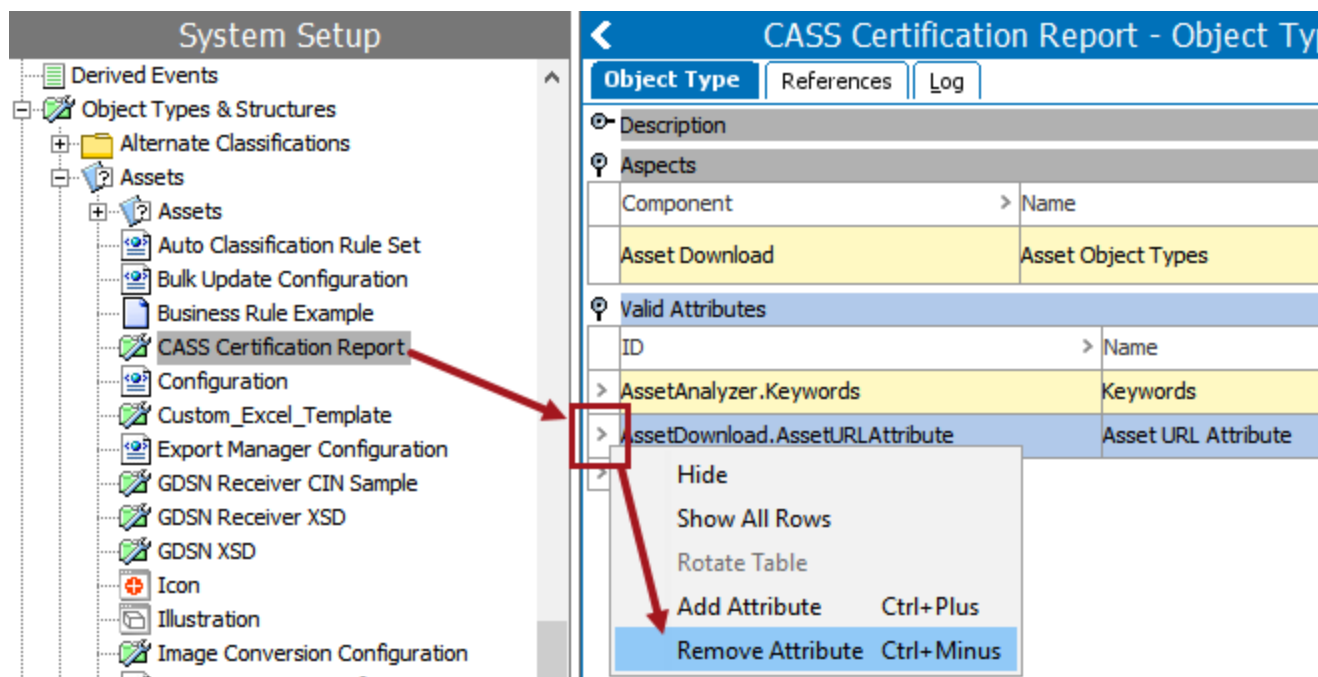 System Setup
Derived Events
Object Types & Structures
Alternate Classifications
Assets
Assets
Auto Classification Rule Set
Bulk Update Configuration
Business Rule Example
CASS Certification Report
Configuration
Custom_Excel_Template
Export Manager Configuration
GDSN Receiver CIN Sample
GDSN Receiver XSD
GDSN XSD
Icon
Illustration
Image Conversion Configuration
CASS Certification Report - Object Ty
Object Type References Log
Description
Aspects
Component > Name
Asset Download Asset Object Types
Valid Attributes
ID > Name
> AssetAnalyzer.Keywords Keywords
> AssetDownload.AssetURLAttribute Asset URL Attribute
>
Hide
Show All Rows
Rotate Table
Add Attribute Ctrl+Plus
Remove Attribute Ctrl+Minus